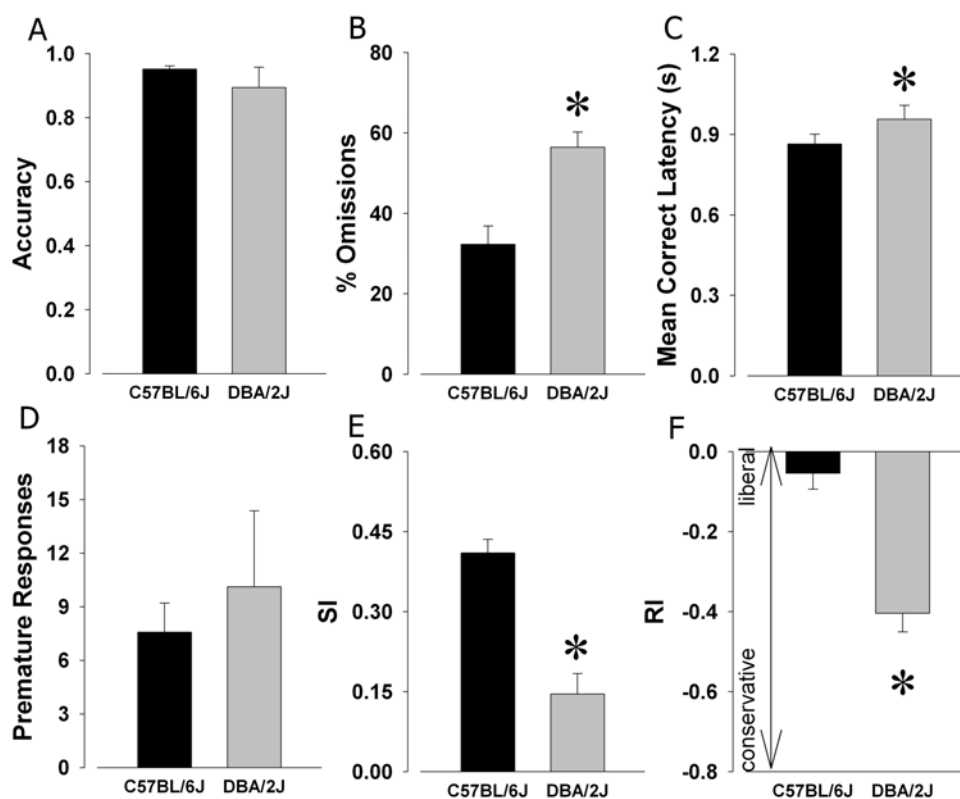 A
Accuracy
1.0
0.8
0.6
0.4
0.2
0.0
C57BL/6J DBA/2J
B
% Omissions
80
60
40
20
0
*
C57BL/6J DBA/2J
C
Mean Correct Latency (s)
1.2
0.9
0.6
0.3
0.0
*
C57BL/6J DBA/2J
D
Premature Responses
18
15
12
9
6
3
0
C57BL/6J DBA/2J
E
SI
0.60
0.45
0.30
0.15
0.00
*
C57BL/6J DBA/2J
F
RI
0.0
-0.2
-0.4
-0.6
-0.8
liberal
conservative
*
C57BL/6J DBA/2J